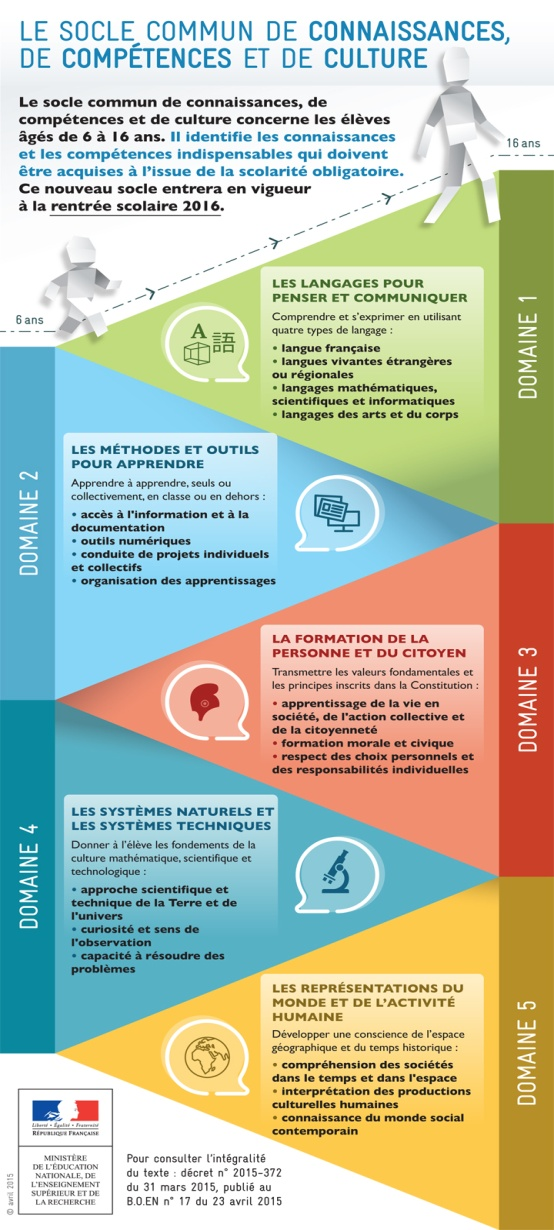 LE SOCLE COMMUN DE CONNAISSANCES,
DE COMPÉTENCES ET DE CULTURE
Le socle commun de connaissances, de
compétences et de culture concerne les élèves
âgés de 6 à 16 ans. Il identifie les connaissances
et les compétences indispensables qui doivent
être acquises à l'issue de la scolarité obligatoire.
Ce nouveau socle entrera en vigueur
à la rentrée scolaire 2016.
16 ans
6 ans
DOMAINE 1
LES LANGAGES POUR
PENSER ET COMMUNIQUER
Comprendre et s'exprimer en utilisant
quatre types de langage :
• langue française
• langues vivantes étrangères
ou régionales
• langages mathématiques,
scientifiques et informatiques
• langages des arts et du corps
A 語
DOMAINE 2
LES MÉTHODES ET OUTILS
POUR APPRENDRE
Apprendre à apprendre, seuls ou
collectivement, en classe ou en dehors :
• accès à l'information et à la
documentation
• outils numériques
• conduite de projets individuels
et collectifs
• organisation des apprentissages
DOMAINE 3
LA FORMATION DE LA
PERSONNE ET DU CITOYEN
Transmettre les valeurs fondamentales et
les principes inscrits dans la Constitution :
• apprentissage de la vie en
société, de l'action collective et
de la citoyenneté
• formation morale et civique
• respect des choix personnels et
des responsabilités individuelles
DOMAINE 4
LES SYSTÈMES NATURELS ET
LES SYSTÈMES TECHNIQUES
Donner à l'élève les fondements de la
culture mathématique, scientifique et
technologique :
• approche scientifique et
technique de la Terre et de
l'univers
• curiosité et sens de
l'observation
• capacité à résoudre des
problèmes
DOMAINE 5
LES REPRÉSENTATIONS DU
MONDE ET DE L'ACTIVITÉ
HUMAINE
Développer une conscience de l'espace
géographique et du temps historique :
• compréhension des sociétés
dans le temps et dans l'espace
• interprétation des productions
culturelles humaines
• connaissance du monde social
contemporain
Liberté • Égalité • Fraternité
RÉPUBLIQUE FRANÇAISE
MINISTÈRE
DE L'ÉDUCATION
NATIONALE, DE
L'ENSEIGNEMENT
SUPÉRIEUR ET DE
LA RECHERCHE
© avril 2015
Pour consulter l'intégralité
du texte : décret n° 2015-372
du 31 mars 2015, publié au
B.O.EN n° 17 du 23 avril 2015